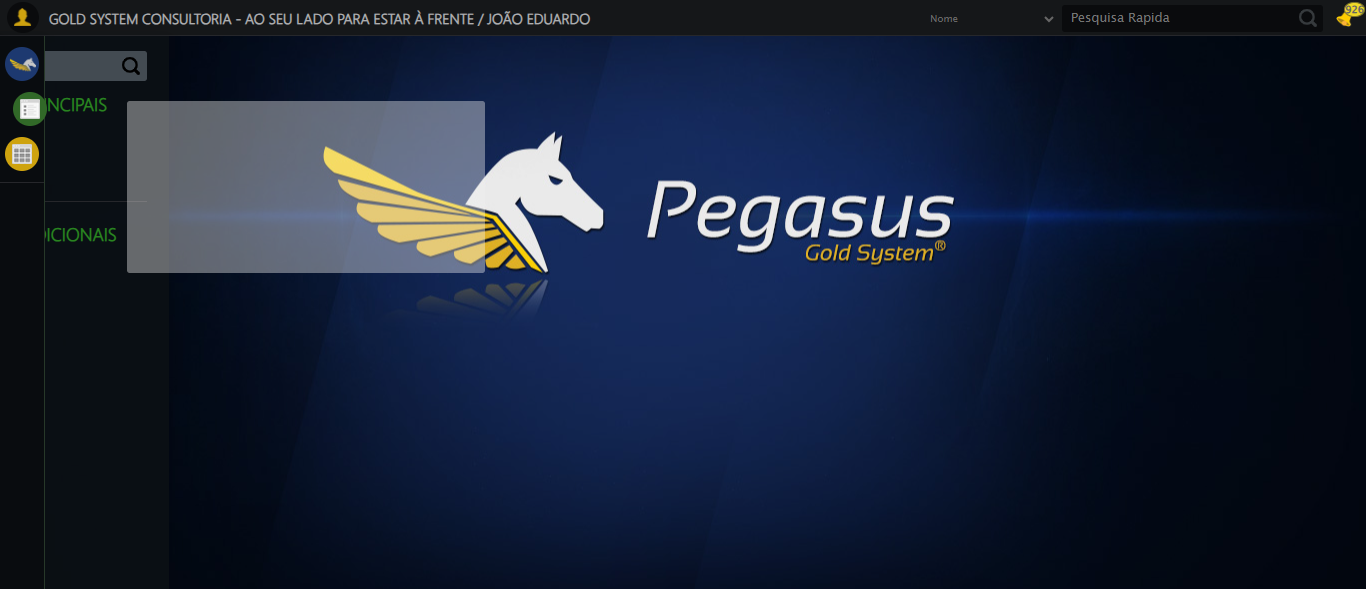 GOLD SYSTEM CONSULTORIA - AO SEU LADO PARA ESTAR À FRENTE / JOÃO EDUARDO
Nome
Pesquisa Rapida
926
NCIPAIS
DICIONAIS
Pegasus
Gold System®